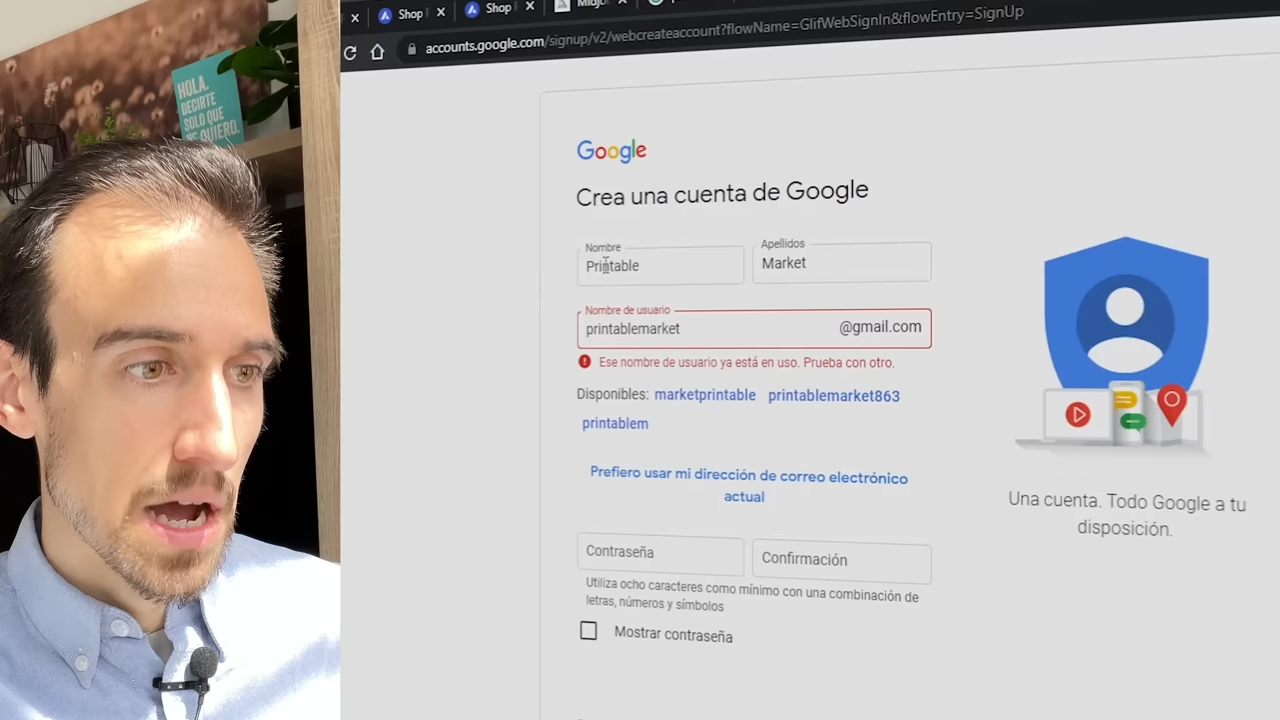 Shop
Shop
accounts.google.com/signup/v2/webcreateaccount?flowName=GlifWebSignIn&flowEntry=SignUp
HOLA.
DECIRTE
SOLO QUE
TE QUIERO.
Google
Crea una cuenta de Google
Nombre
Printable
Apellidos
Market
Nombre de usuario
printablemarket
@gmail.com
Ese nombre de usuario ya está en uso. Prueba con otro.
Disponibles: marketprintable printablemarket863
printablem
Prefiero usar mi dirección de correo electrónico
actual
Contraseña
Confirmación
Utiliza ocho caracteres como mínimo con una combinación de
letras, números y símbolos
Mostrar contraseña
Una cuenta. Todo Google a tu
disposición.